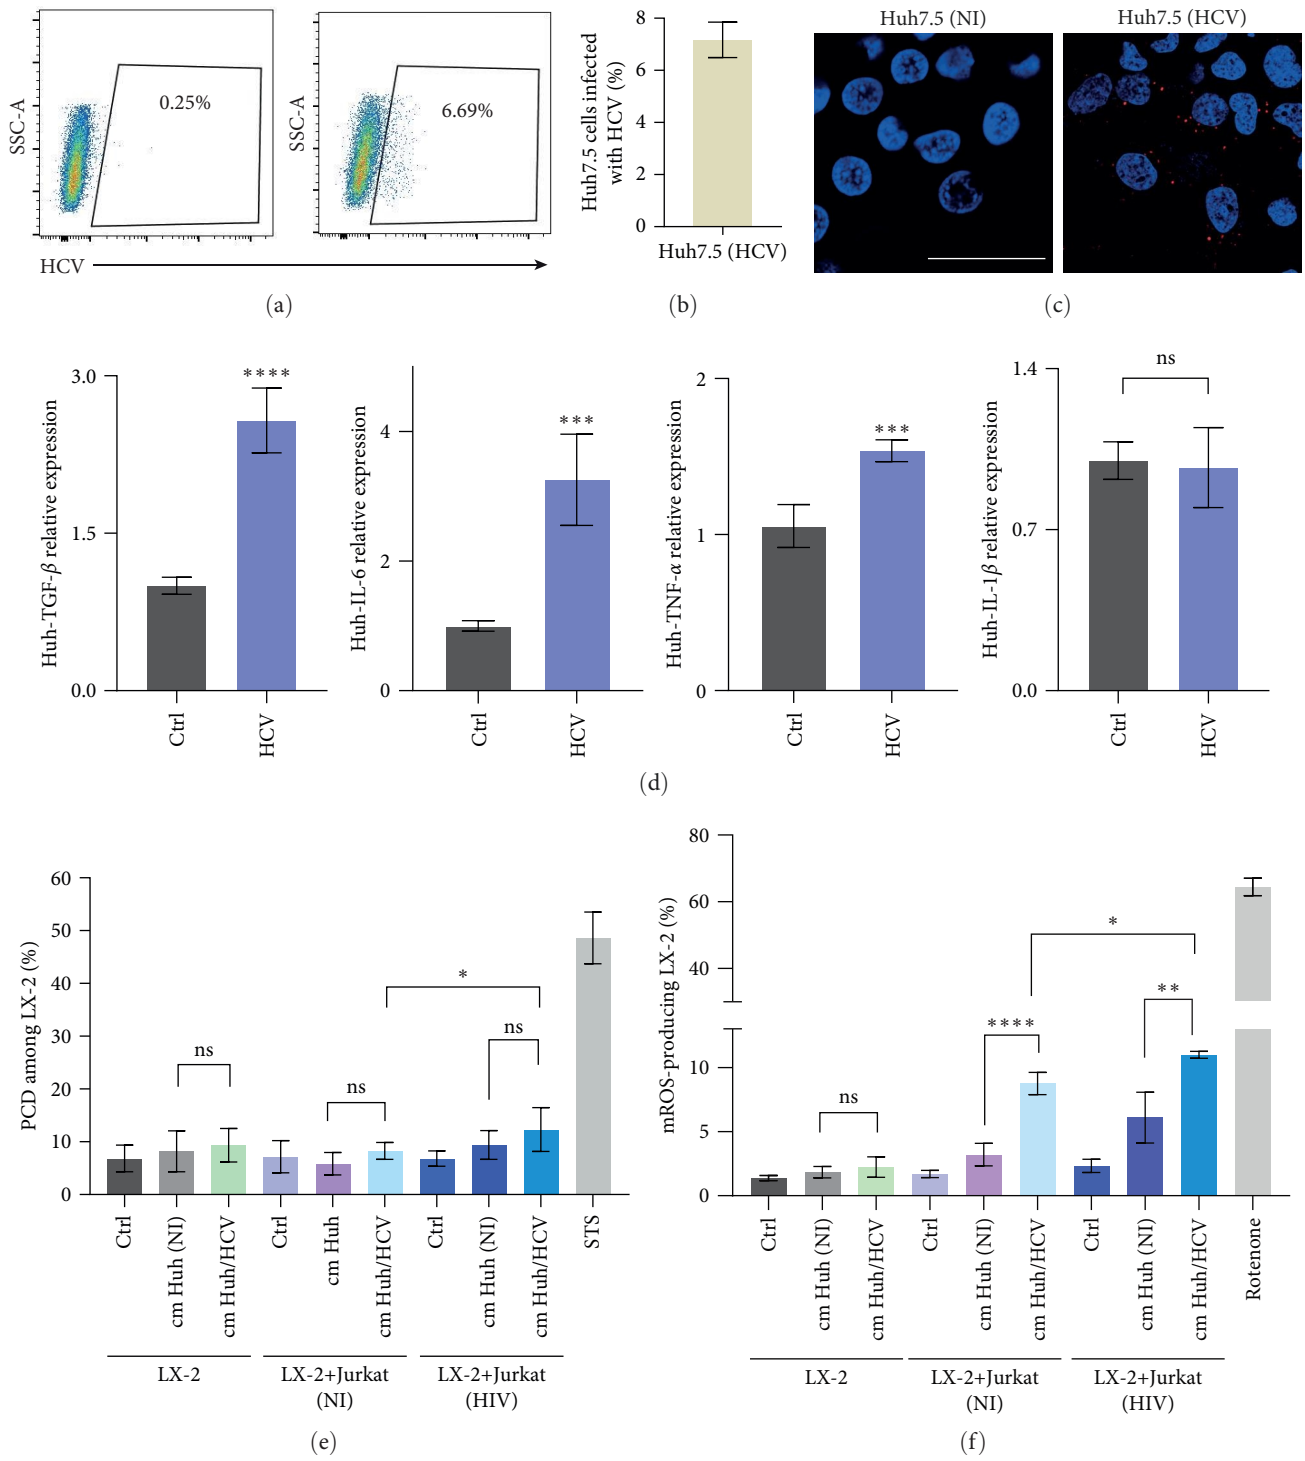 SSC-A
0.25%
SSC-A
6.69%
HCV
(a)
Huh7.5 cells infected
with HCV (%)
8
6
4
2
0
Huh7.5 (HCV)
(b)
Huh7.5 (NI)
Huh7.5 (HCV)
(c)
Huh-TGF-β relative expression
3.0
1.5
0.0
****
Ctrl
HCV
Huh-IL-6 relative expression
4
2
0
***
Ctrl
HCV
Huh-TNF-α relative expression
2
1
0
***
Ctrl
HCV
Huh-IL-1β relative expression
1.4
0.7
0.0
ns
Ctrl
HCV
(d)
PCD among LX-2 (%)
60
50
40
30
20
10
0
ns
ns
*
ns
Ctrl
cm Huh (NI)
cm Huh/HCV
Ctrl
cm Huh
cm Huh/HCV
Ctrl
cm Huh (NI)
cm Huh/HCV
STS
LX-2
LX-2+Jurkat
(NI)
LX-2+Jurkat
(HIV)
(e)
mROS-producing LX-2 (%)
80
60
40
10
5
0
ns
****
*
**
Ctrl
cm Huh (NI)
cm Huh/HCV
Ctrl
cm Huh (NI)
cm Huh/HCV
Ctrl
cm Huh (NI)
cm Huh/HCV
Rotenone
LX-2
LX-2+Jurkat
(NI)
LX-2+Jurkat
(HIV)
(f)